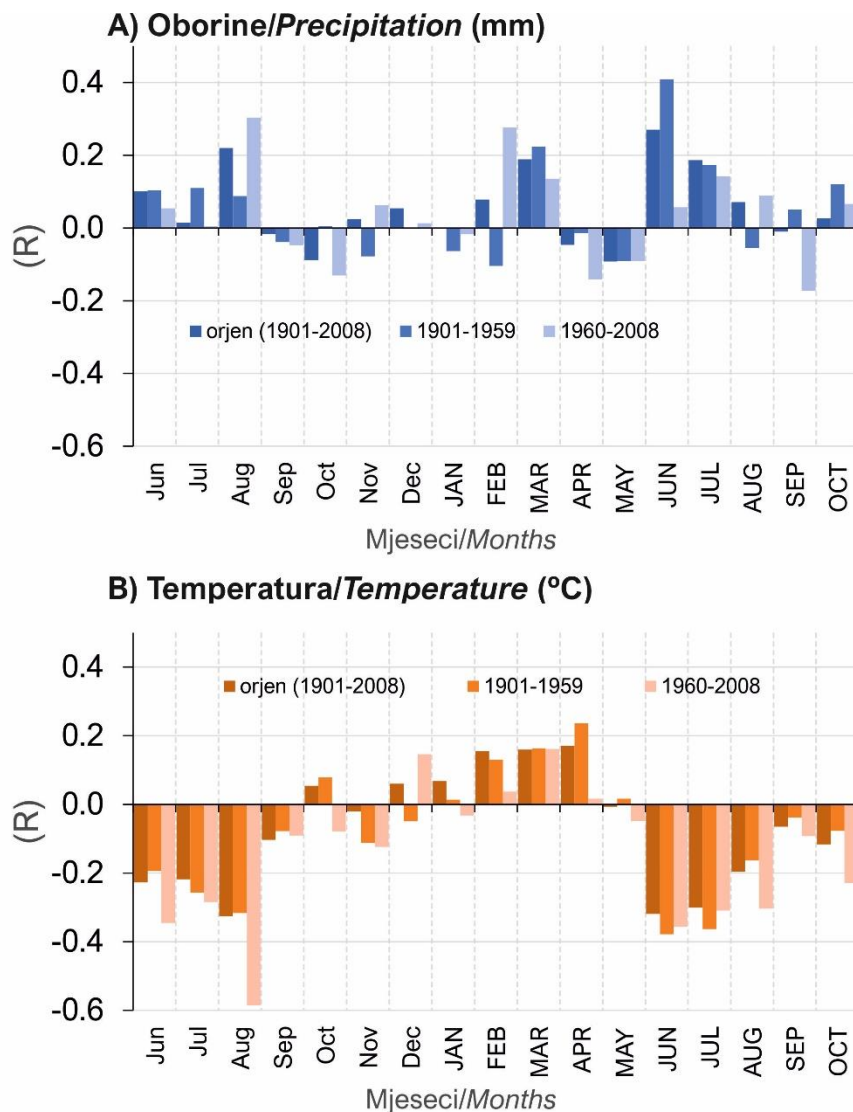 A) Oborine/Precipitation (mm)
0.4
0.2
0.0
-0.2
-0.4
-0.6
(R)
orjen (1901-2008) 1901-1959 1960-2008
Jun Jul Aug Sep Oct Nov Dec JAN FEB MAR APR MAY JUN JUL AUG SEP OCT
Mjeseci/Months
B) Temperatura/Temperature (ºC)
0.4
0.2
0.0
-0.2
-0.4
-0.6
(R)
orjen (1901-2008) 1901-1959 1960-2008
Jun Jul Aug Sep Oct Nov Dec JAN FEB MAR APR MAY JUN JUL AUG SEP OCT
Mjeseci/Months